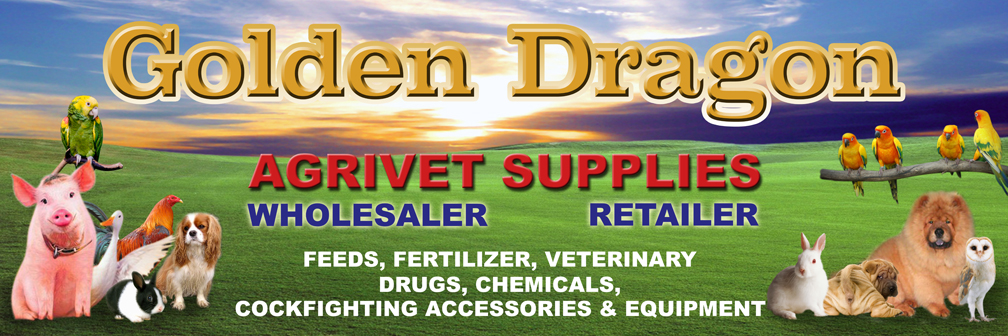 Golden Dragon
AGRIVET SUPPLIES
WHOLESALER RETAILER
FEEDS, FERTILIZER, VETERINARY
DRUGS, CHEMICALS,
COCKFIGHTING ACCESSORIES & EQUIPMENT